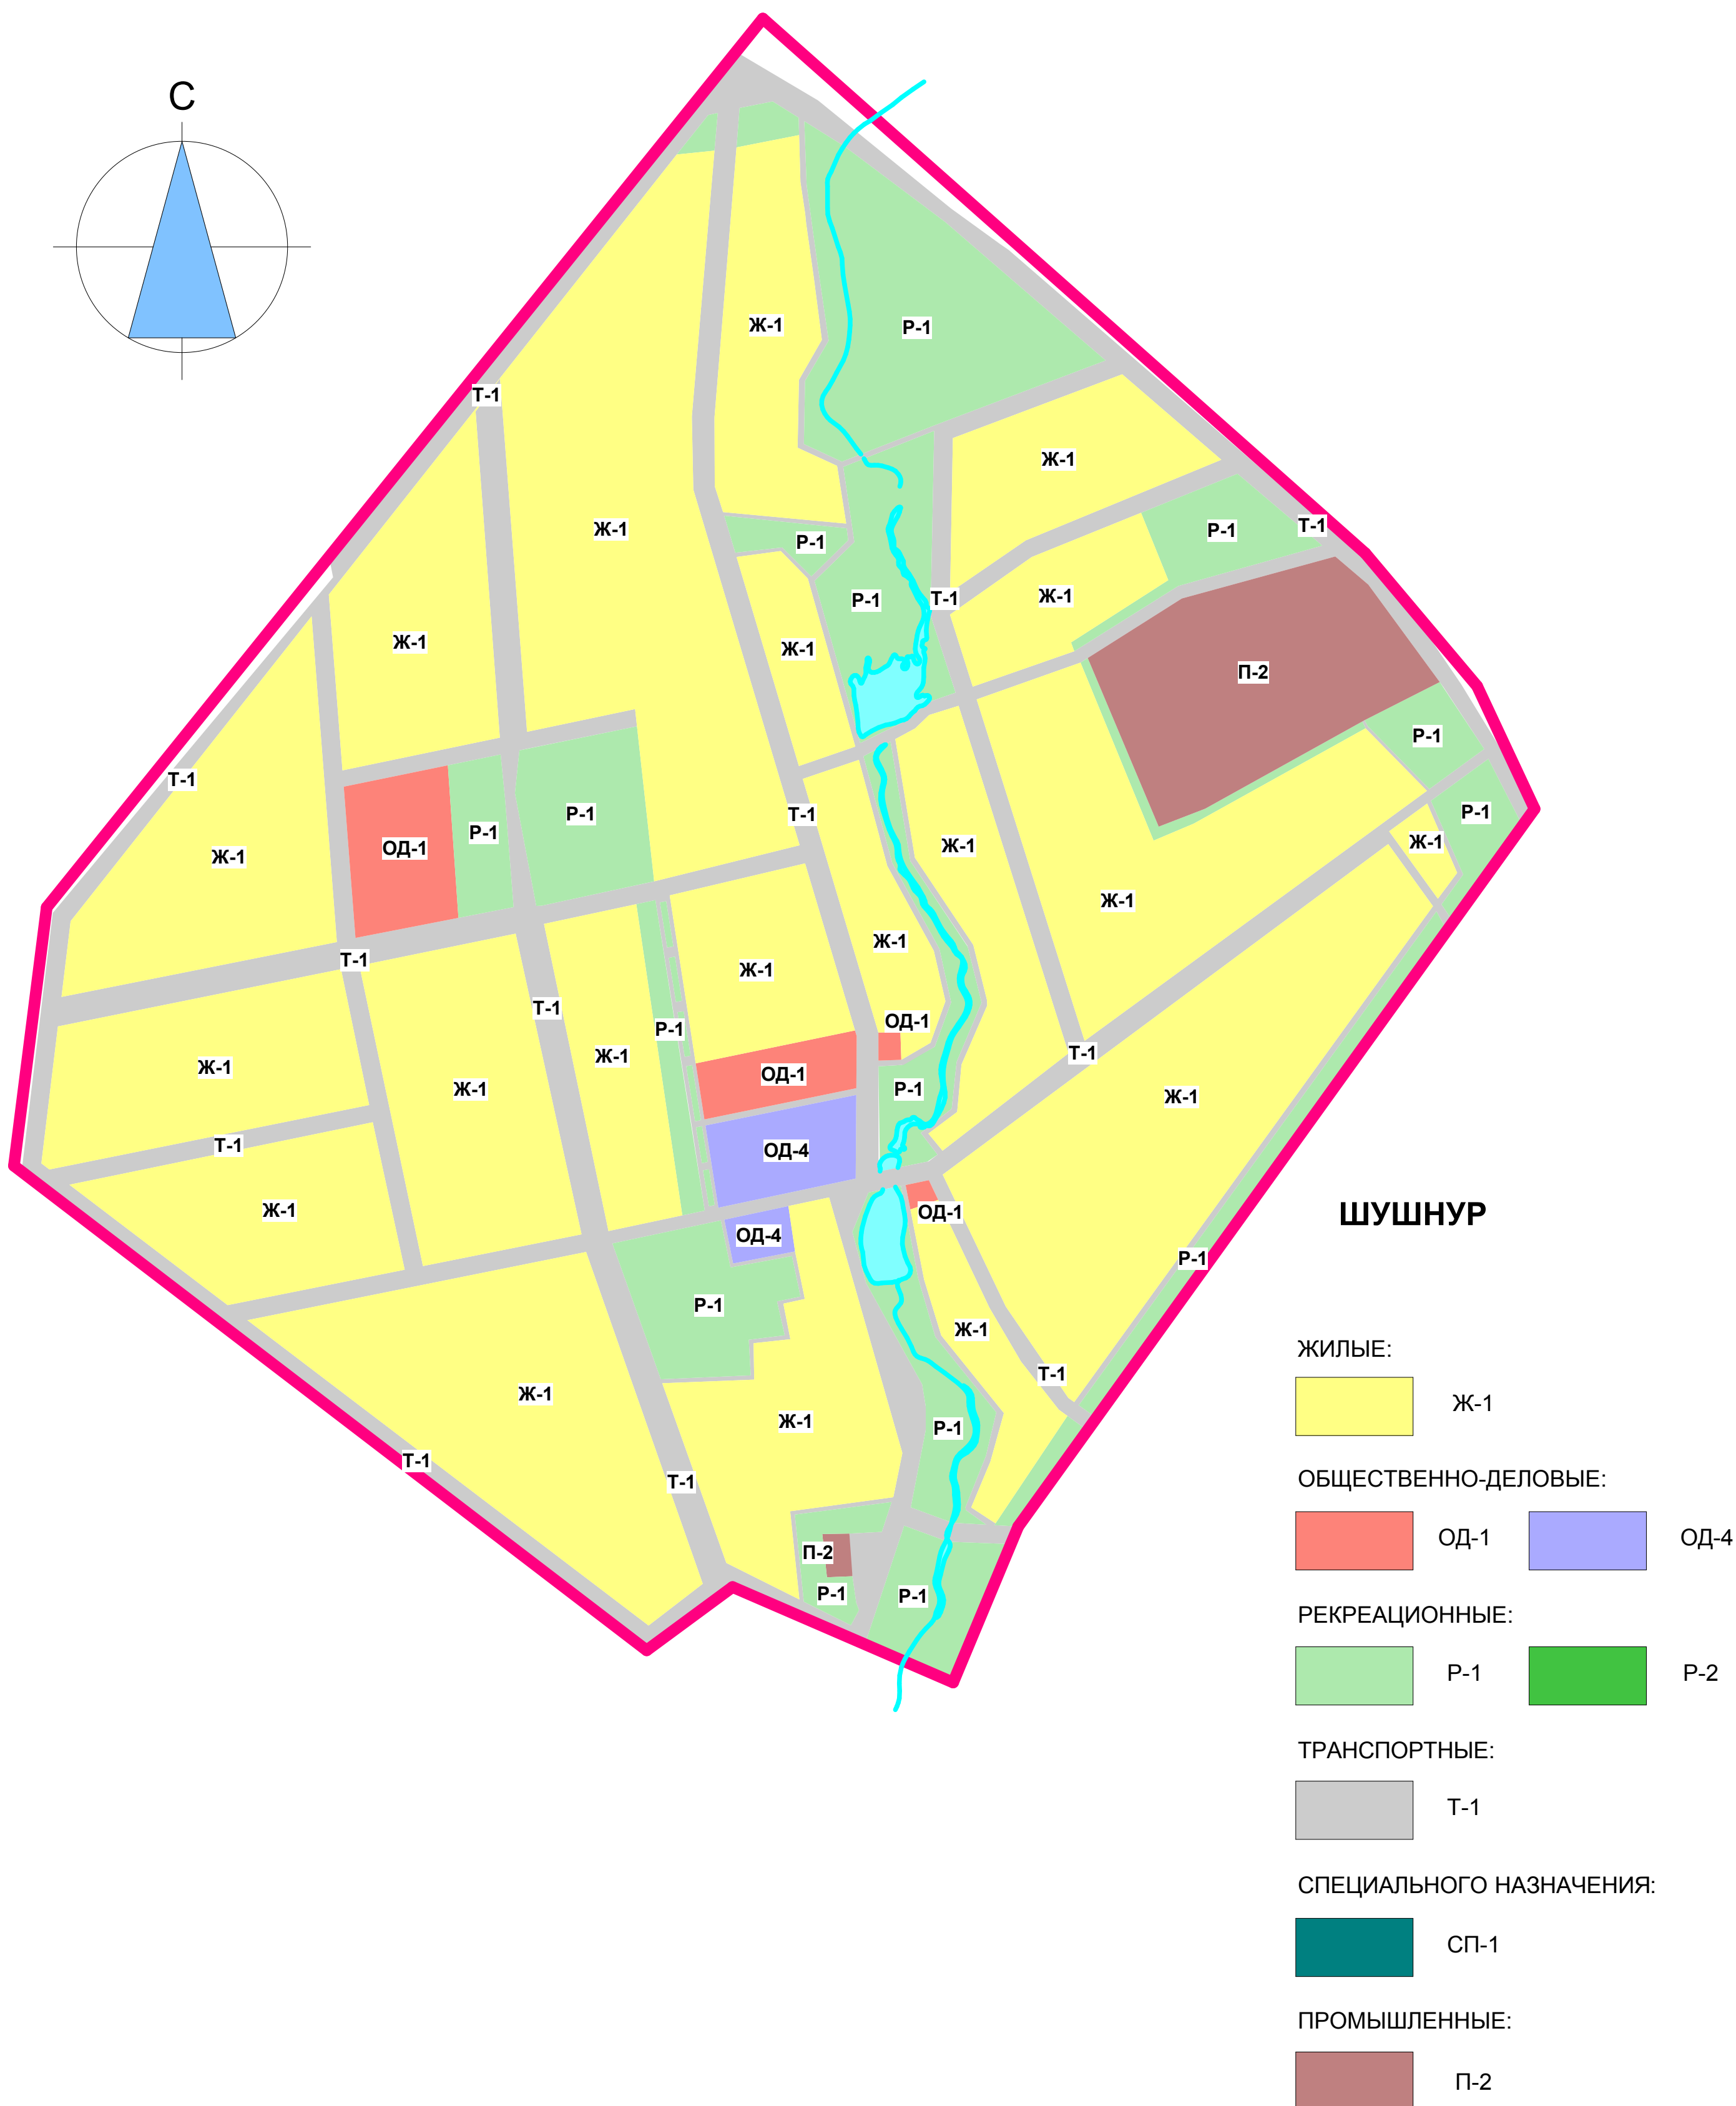 С
Ж-1
Р-1
Т-1
Ж-1
Р-1
Т-1
Ж-1
Р-1
Р-1
Ж-1
Т-1
Р-1
Ж-1
Ж-1
П-2
Р-1
Т-1
Т-1
Р-1
Р-1
Р-1
ОД-1
Ж-1
Ж-1
Ж-1
Ж-1
Ж-1
Т-1
Ж-1
Т-1
ОД-1
Р-1
Ж-1
Т-1
Ж-1
ОД-1
Р-1
Ж-1
Ж-1
Т-1
ОД-4
Ж-1
ОД-1
ШУШНУР
ОД-4
Р-1
Р-1
Ж-1
Т-1
Ж-1
Ж-1
Р-1
Т-1
Т-1
П-2
Р-1
Р-1
ЖИЛЫЕ:
Ж-1
ОБЩЕСТВЕННО-ДЕЛОВЫЕ:
ОД-1 ОД-4
РЕКРЕАЦИОННЫЕ:
Р-1 Р-2
ТРАНСПОРТНЫЕ:
Т-1
СПЕЦИАЛЬНОГО НАЗНАЧЕНИЯ:
СП-1
ПРОМЫШЛЕННЫЕ:
П-2